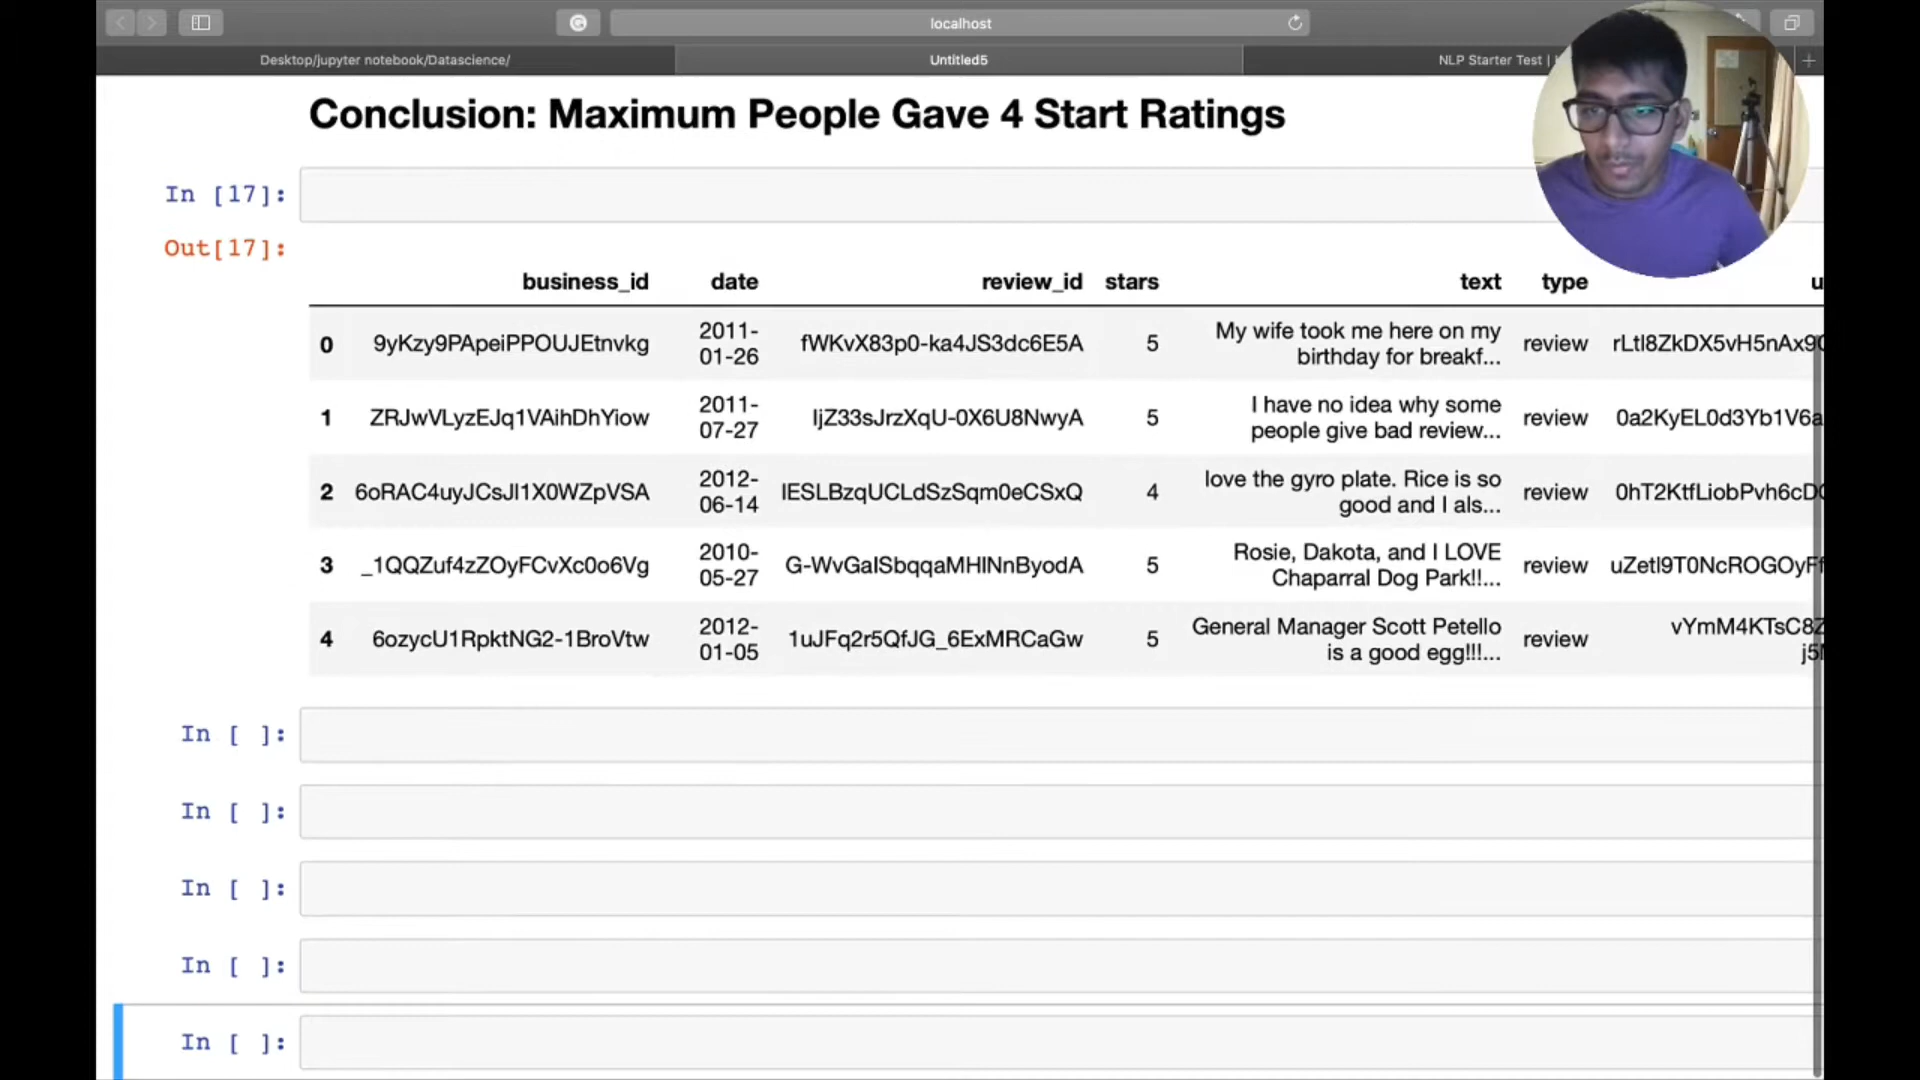 localhost
Desktop/jupyter notebook/Datascience/
Untitled5
NLP Starter Test |
Conclusion: Maximum People Gave 4 Start Ratings
In [17]:
Out[17]:
business_id date review_id stars text type
0 9yKzy9PApeiPPOUJEtnvkg 2011-01-26 fWKvX83p0-ka4JS3dc6E5A 5 My wife took me here on my birthday for breakf... review rLtl8ZkDX5vH5nAx9
1 ZRJwVLyzEJq1VAihDhYiow 2011-07-27 IjZ33sJrzXqU-0X6U8NwyA 5 I have no idea why some people give bad review... review 0a2KyEL0d3Yb1V6a
2 6oRAC4uyJCsJl1X0WZpVSA 2012-06-14 IESLBzqUCLdSzSqm0eCSxQ 4 love the gyro plate. Rice is so good and I als... review 0hT2KtfLiobPvh6cD
3 _1QQZuf4zZOyFCvXc0o6Vg 2010-05-27 G-WvGaISbqqaMHlNnByodA 5 Rosie, Dakota, and I LOVE Chaparral Dog Park!!... review uZetl9T0NcROGOyF
4 6ozycU1RpktNG2-1BroVtw 2012-01-05 1uJFq2r5QfJG_6ExMRCaGw 5 General Manager Scott Petello is a good egg!!!... review vYmM4KTsC8Z
In [ ]:
In [ ]:
In [ ]:
In [ ]:
In [ ]: